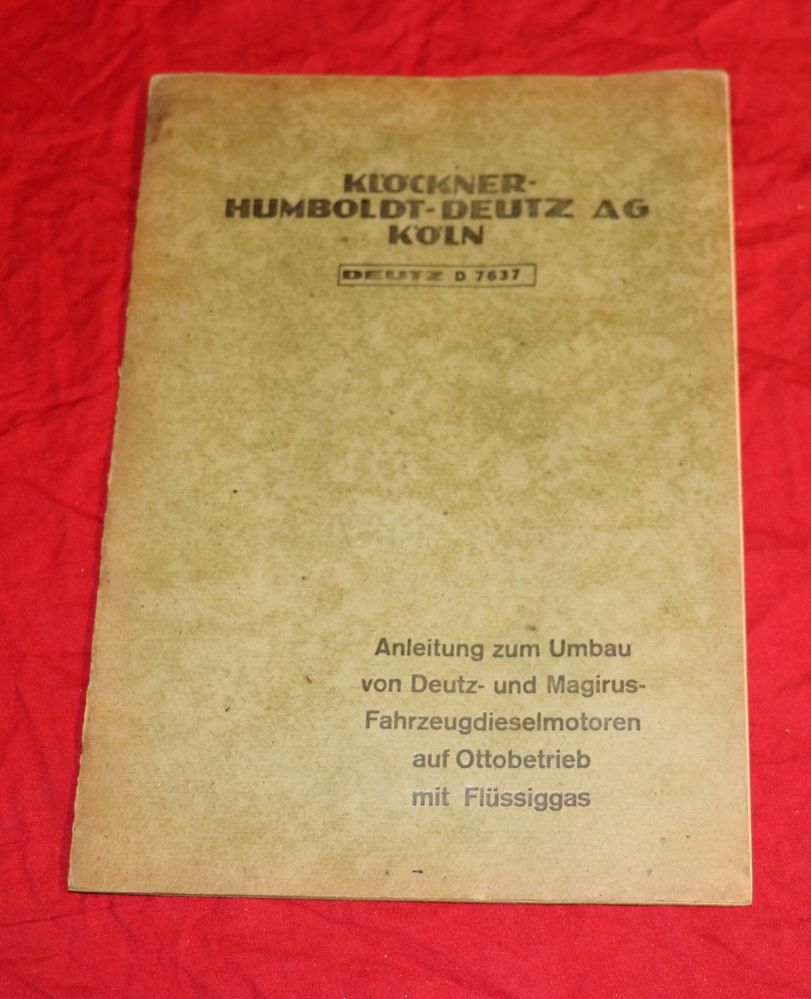 KLÖCKNER-
HUMBOLDT-DEUTZ AG
KÖLN
DEUTZ D 7637
Anleitung zum Umbau
von Deutz- und Magirus-
Fahrzeugdieselmotoren
auf Ottobetrieb
mit Flüssiggas